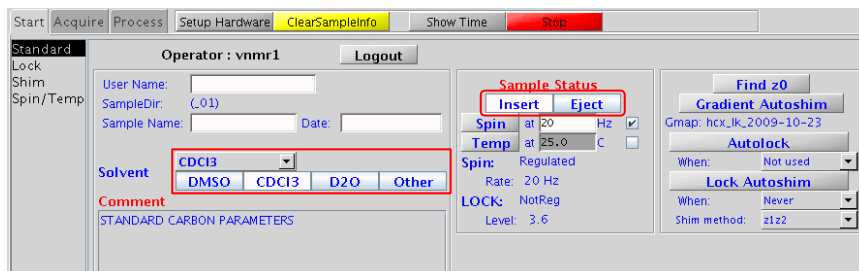 Start Acquire Process Setup Hardware ClearSampleInfo Show Time Stop
Standard
Lock
Shim
Spin/Temp
Operator : vnmr1 Logout
User Name:
SampleDir: (_01)
Sample Name: Date:
Solvent CDCl3
DMSO CDCl3 D2O Other
Comment
STANDARD CARBON PARAMETERS
Sample Status
Insert Eject
Spin at 20 Hz
Temp at 25.0 C
Spin: Regulated
Rate: 20 Hz
LOCK: NotReg
Level: 3.6
Find z0
Gradient Autoshim
Gmap: hcx_lk_2009-10-23
Autolock
When: Not used
Lock Autoshim
When: Never
Shim method: z1z2